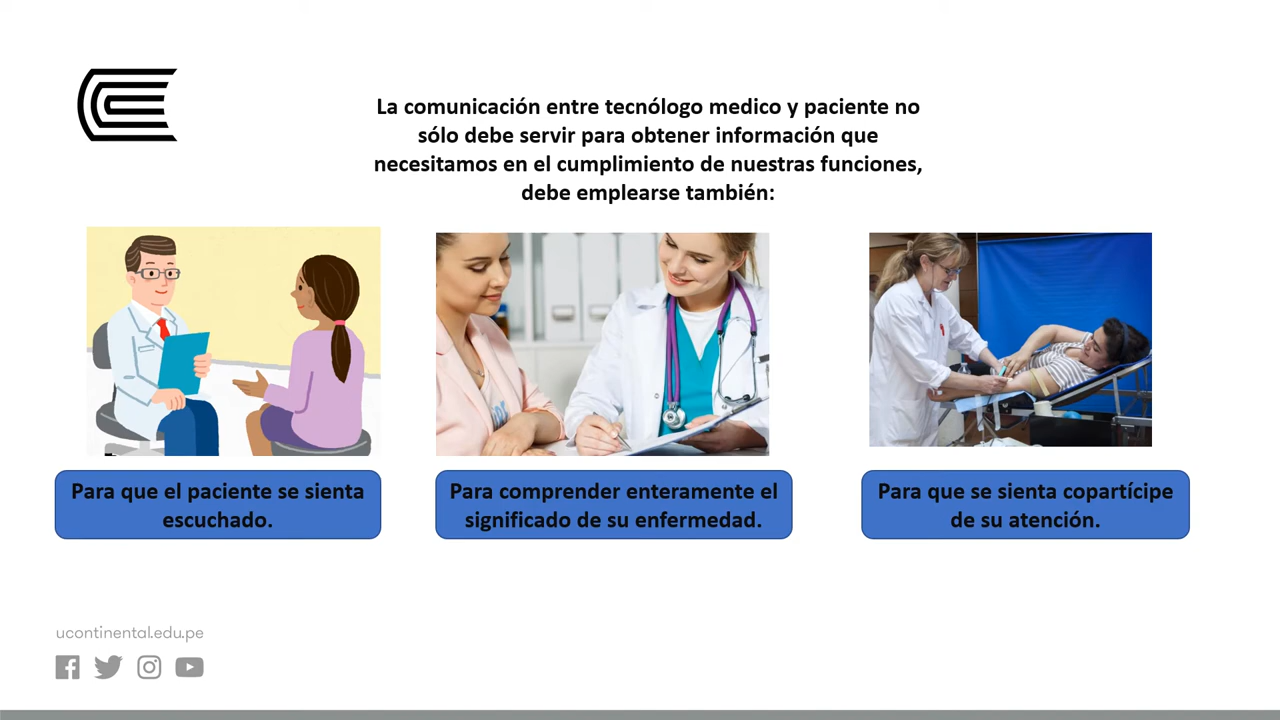 La comunicación entre tecnólogo medico y paciente no
sólo debe servir para obtener información que
necesitamos en el cumplimiento de nuestras funciones,
debe emplearse también:
Para que el paciente se sienta
escuchado.
Para comprender enteramente el
significado de su enfermedad.
Para que se sienta copartícipe
de su atención.
ucontinental.edu.pe